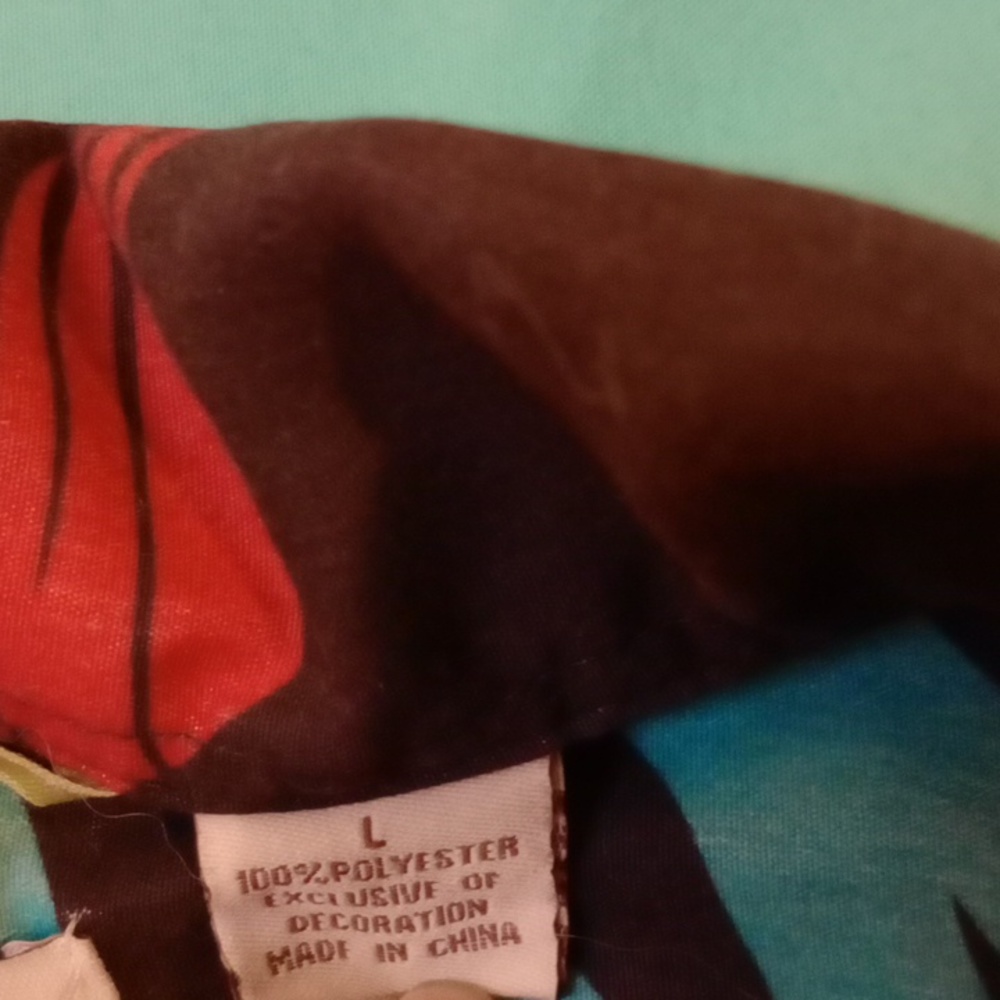 L
100% POLYESTER
EXCLUSIVE OF
DECORATION
MADE IN CHINA